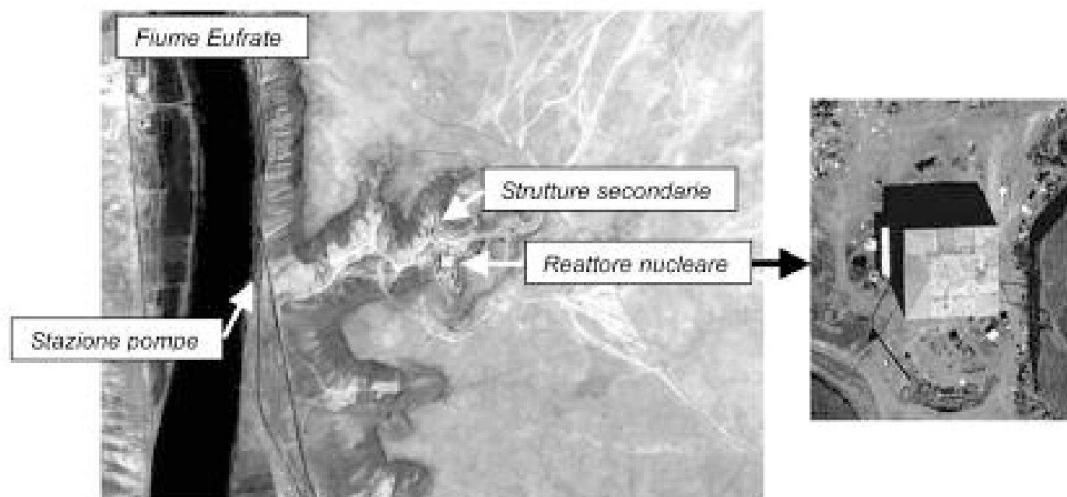 Fiume Eufrate
Strutture secondarie
Reattore nucleare
Stazione pompe